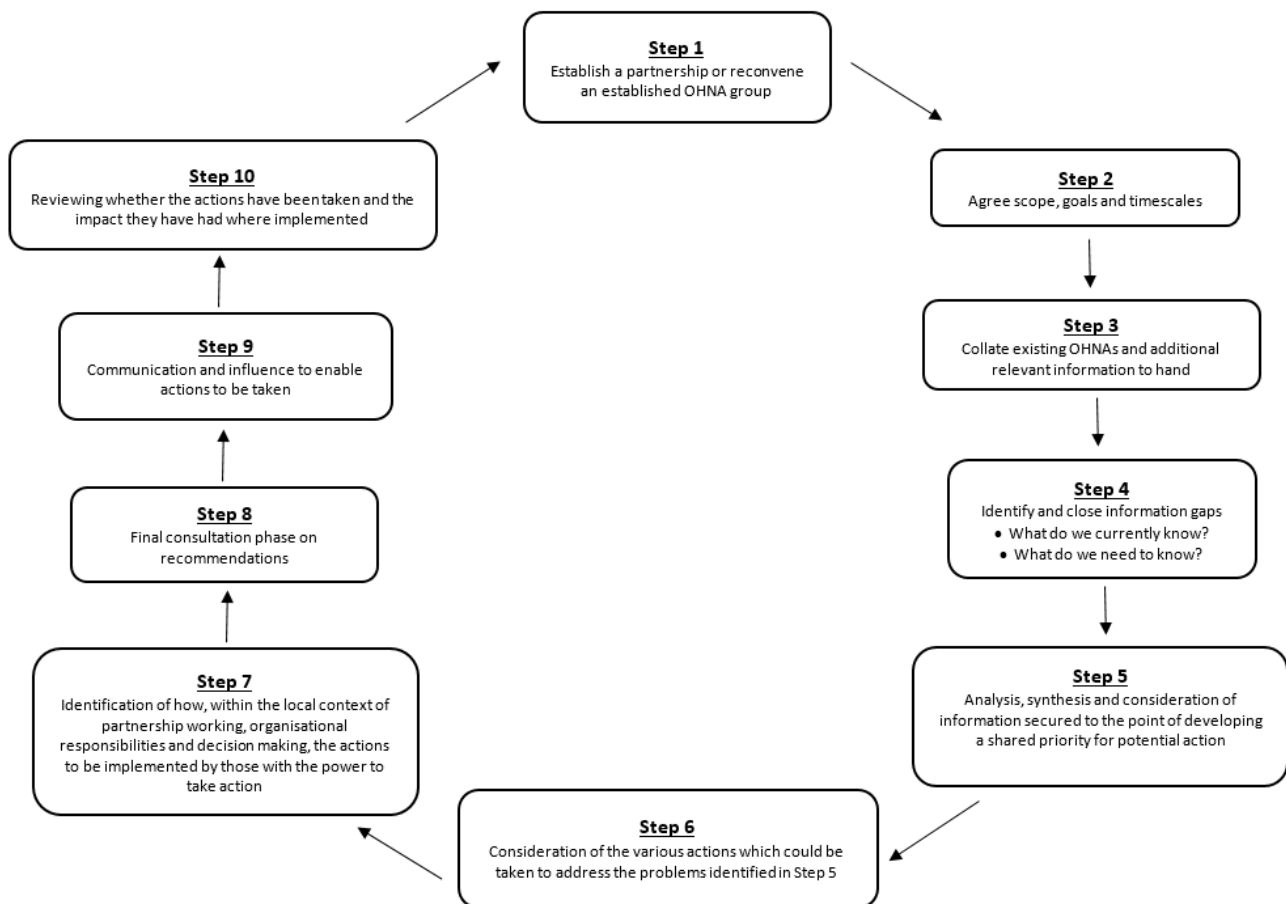 Step 1
Establish a partnership or reconvene
an established OHNA group
Step 2
Agree scope, goals and timescales
Step 3
Collate existing OHNAs and additional
relevant information to hand
Step 4
Identify and close information gaps
• What do we currently know?
• What do we need to know?
Step 5
Analysis, synthesis and consideration of
information secured to the point of developing
a shared priority for potential action
Step 6
Consideration of the various actions which could be
taken to address the problems identified in Step 5
Step 7
Identification of how, within the local context of
partnership working, organisational
responsibilities and decision making, the actions
to be implemented by those with the power to
take action
Step 8
Final consultation phase on
recommendations
Step 9
Communication and influence to enable
actions to be taken
Step 10
Reviewing whether the actions have been taken and the
impact they have had where implemented